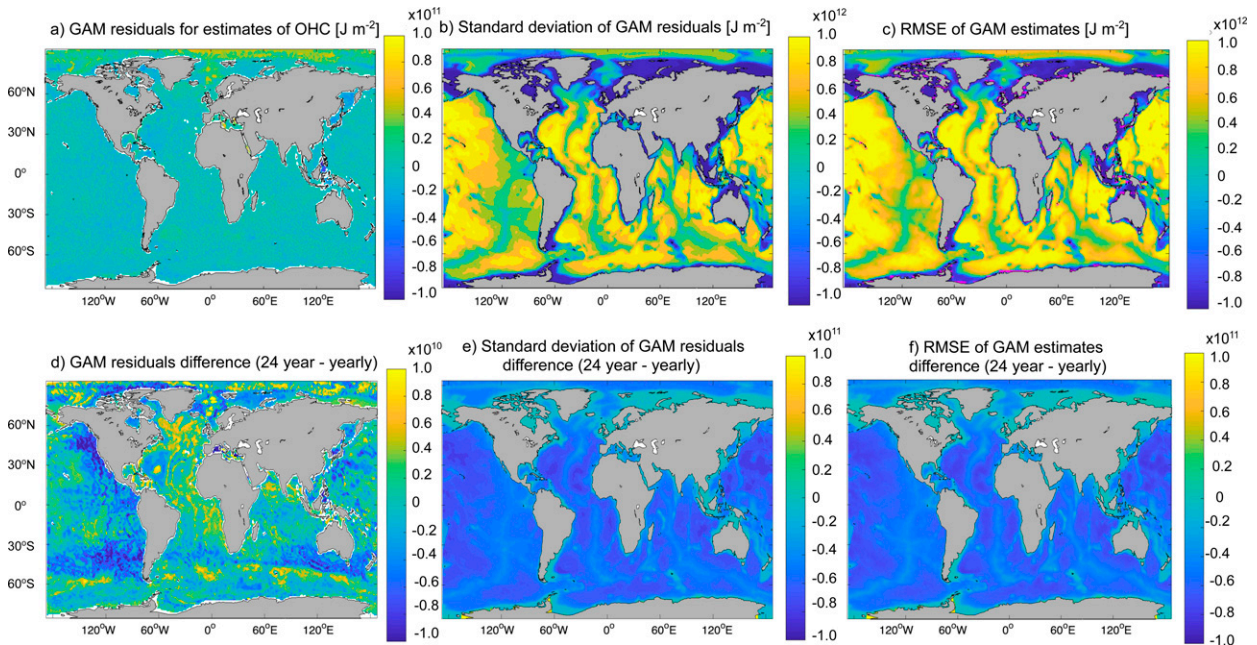 a) GAM residuals for estimates of OHC [J m⁻²]
x10¹¹
b) Standard deviation of GAM residuals [J m⁻²]
x10¹²
c) RMSE of GAM estimates [J m⁻²]
x10¹²
60°N
30°N
0°
30°S
60°S
120°W 60°W 0° 60°E 120°E
1.0
0.8
0.6
0.4
0.2
0
-0.2
-0.4
-0.6
-0.8
-1.0
120°W 60°W 0° 60°E 120°E
1.0
0.8
0.6
0.4
0.2
0
-0.2
-0.4
-0.6
-0.8
-1.0
120°W 60°W 0° 60°E 120°E
1.0
0.8
0.6
0.4
0.2
0
-0.2
-0.4
-0.6
-0.8
-1.0
d) GAM residuals difference (24 year - yearly)
x10¹⁰
e) Standard deviation of GAM residuals
difference (24 year - yearly)
x10¹¹
f) RMSE of GAM estimates
difference (24 year - yearly)
x10¹¹
60°N
30°N
0°
30°S
60°S
120°W 60°W 0° 60°E 120°E
1.0
0.8
0.6
0.4
0.2
0
-0.2
-0.4
-0.6
-0.8
-1.0
120°W 60°W 0° 60°E 120°E
1.0
0.8
0.6
0.4
0.2
0
-0.2
-0.4
-0.6
-0.8
-1.0
120°W 60°W 0° 60°E 120°E
1.0
0.8
0.6
0.4
0.2
0
-0.2
-0.4
-0.6
-0.8
-1.0